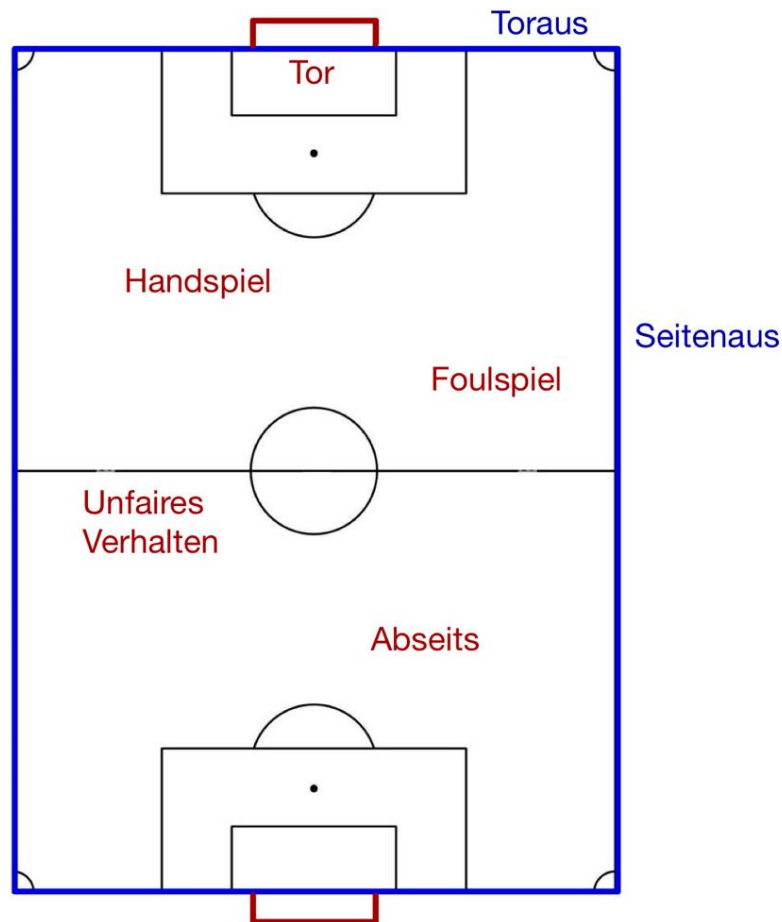 Toraus
Tor
Handspiel
Seitenaus
Foulspiel
Unfaires
Verhalten
Abseits